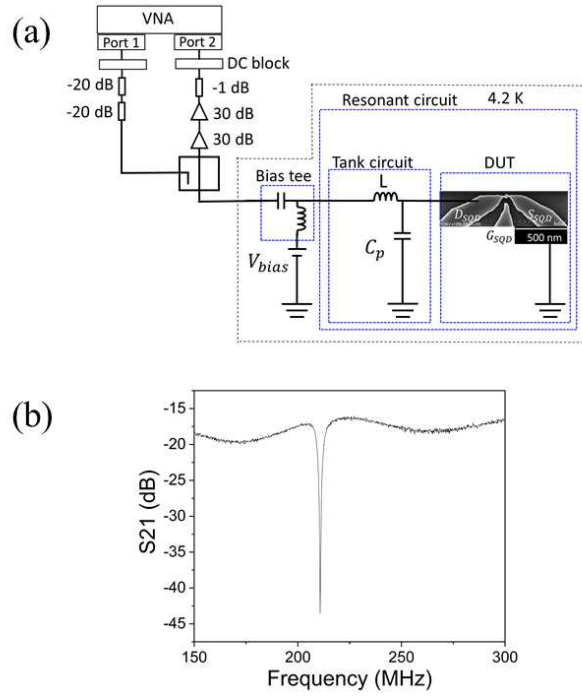 (a)
VNA
Port 1
Port 2
DC block
-20 dB
-1 dB
-20 dB
30 dB
30 dB
Resonant circuit 4.2 K
Bias tee
Tank circuit
DUT
L
D_SQD
S_SQD
G_SQD
500 nm
C_p
V_bias
(b)
S21 (dB)
-15
-20
-25
-30
-35
-40
-45
150 200 250 300
Frequency (MHz)